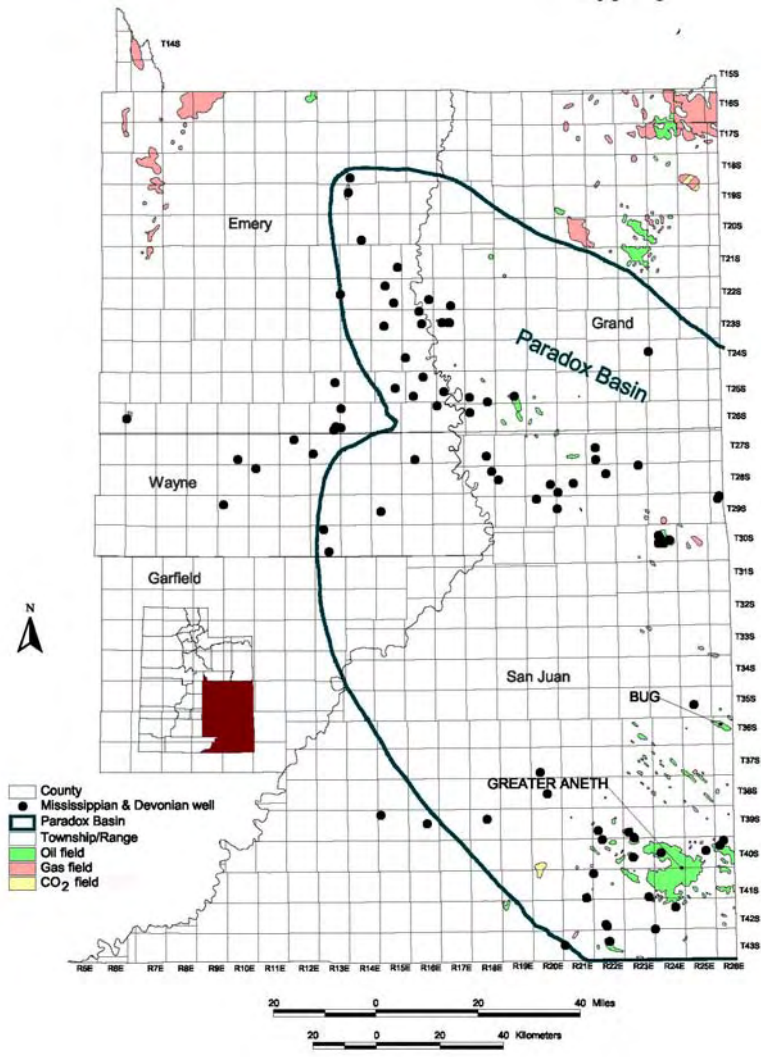 T14S
T15S
T16S
T17S
T18S
T19S
Emery
T20S
T21S
T22S
Grand
T23S
Paradox Basin
T24S
T25S
T26S
T27S
Wayne
T28S
T29S
T30S
Garfield
T31S
T32S
N
T33S
T34S
San Juan
BUG
T35S
T36S
T37S
GREATER ANETH
T38S
County
Mississippian & Devonian well
Paradox Basin
Township/Range
Oil field
Gas field
CO2 field
T39S
T40S
T41S
T42S
T43S
R5E R6E R7E R8E R9E R10E R11E R12E R13E R14E R15E R16E R17E R18E R19E R20E R21E R22E R23E R24E R25E R26E
20 0 20 40 Miles
20 0 20 40 Kilometers